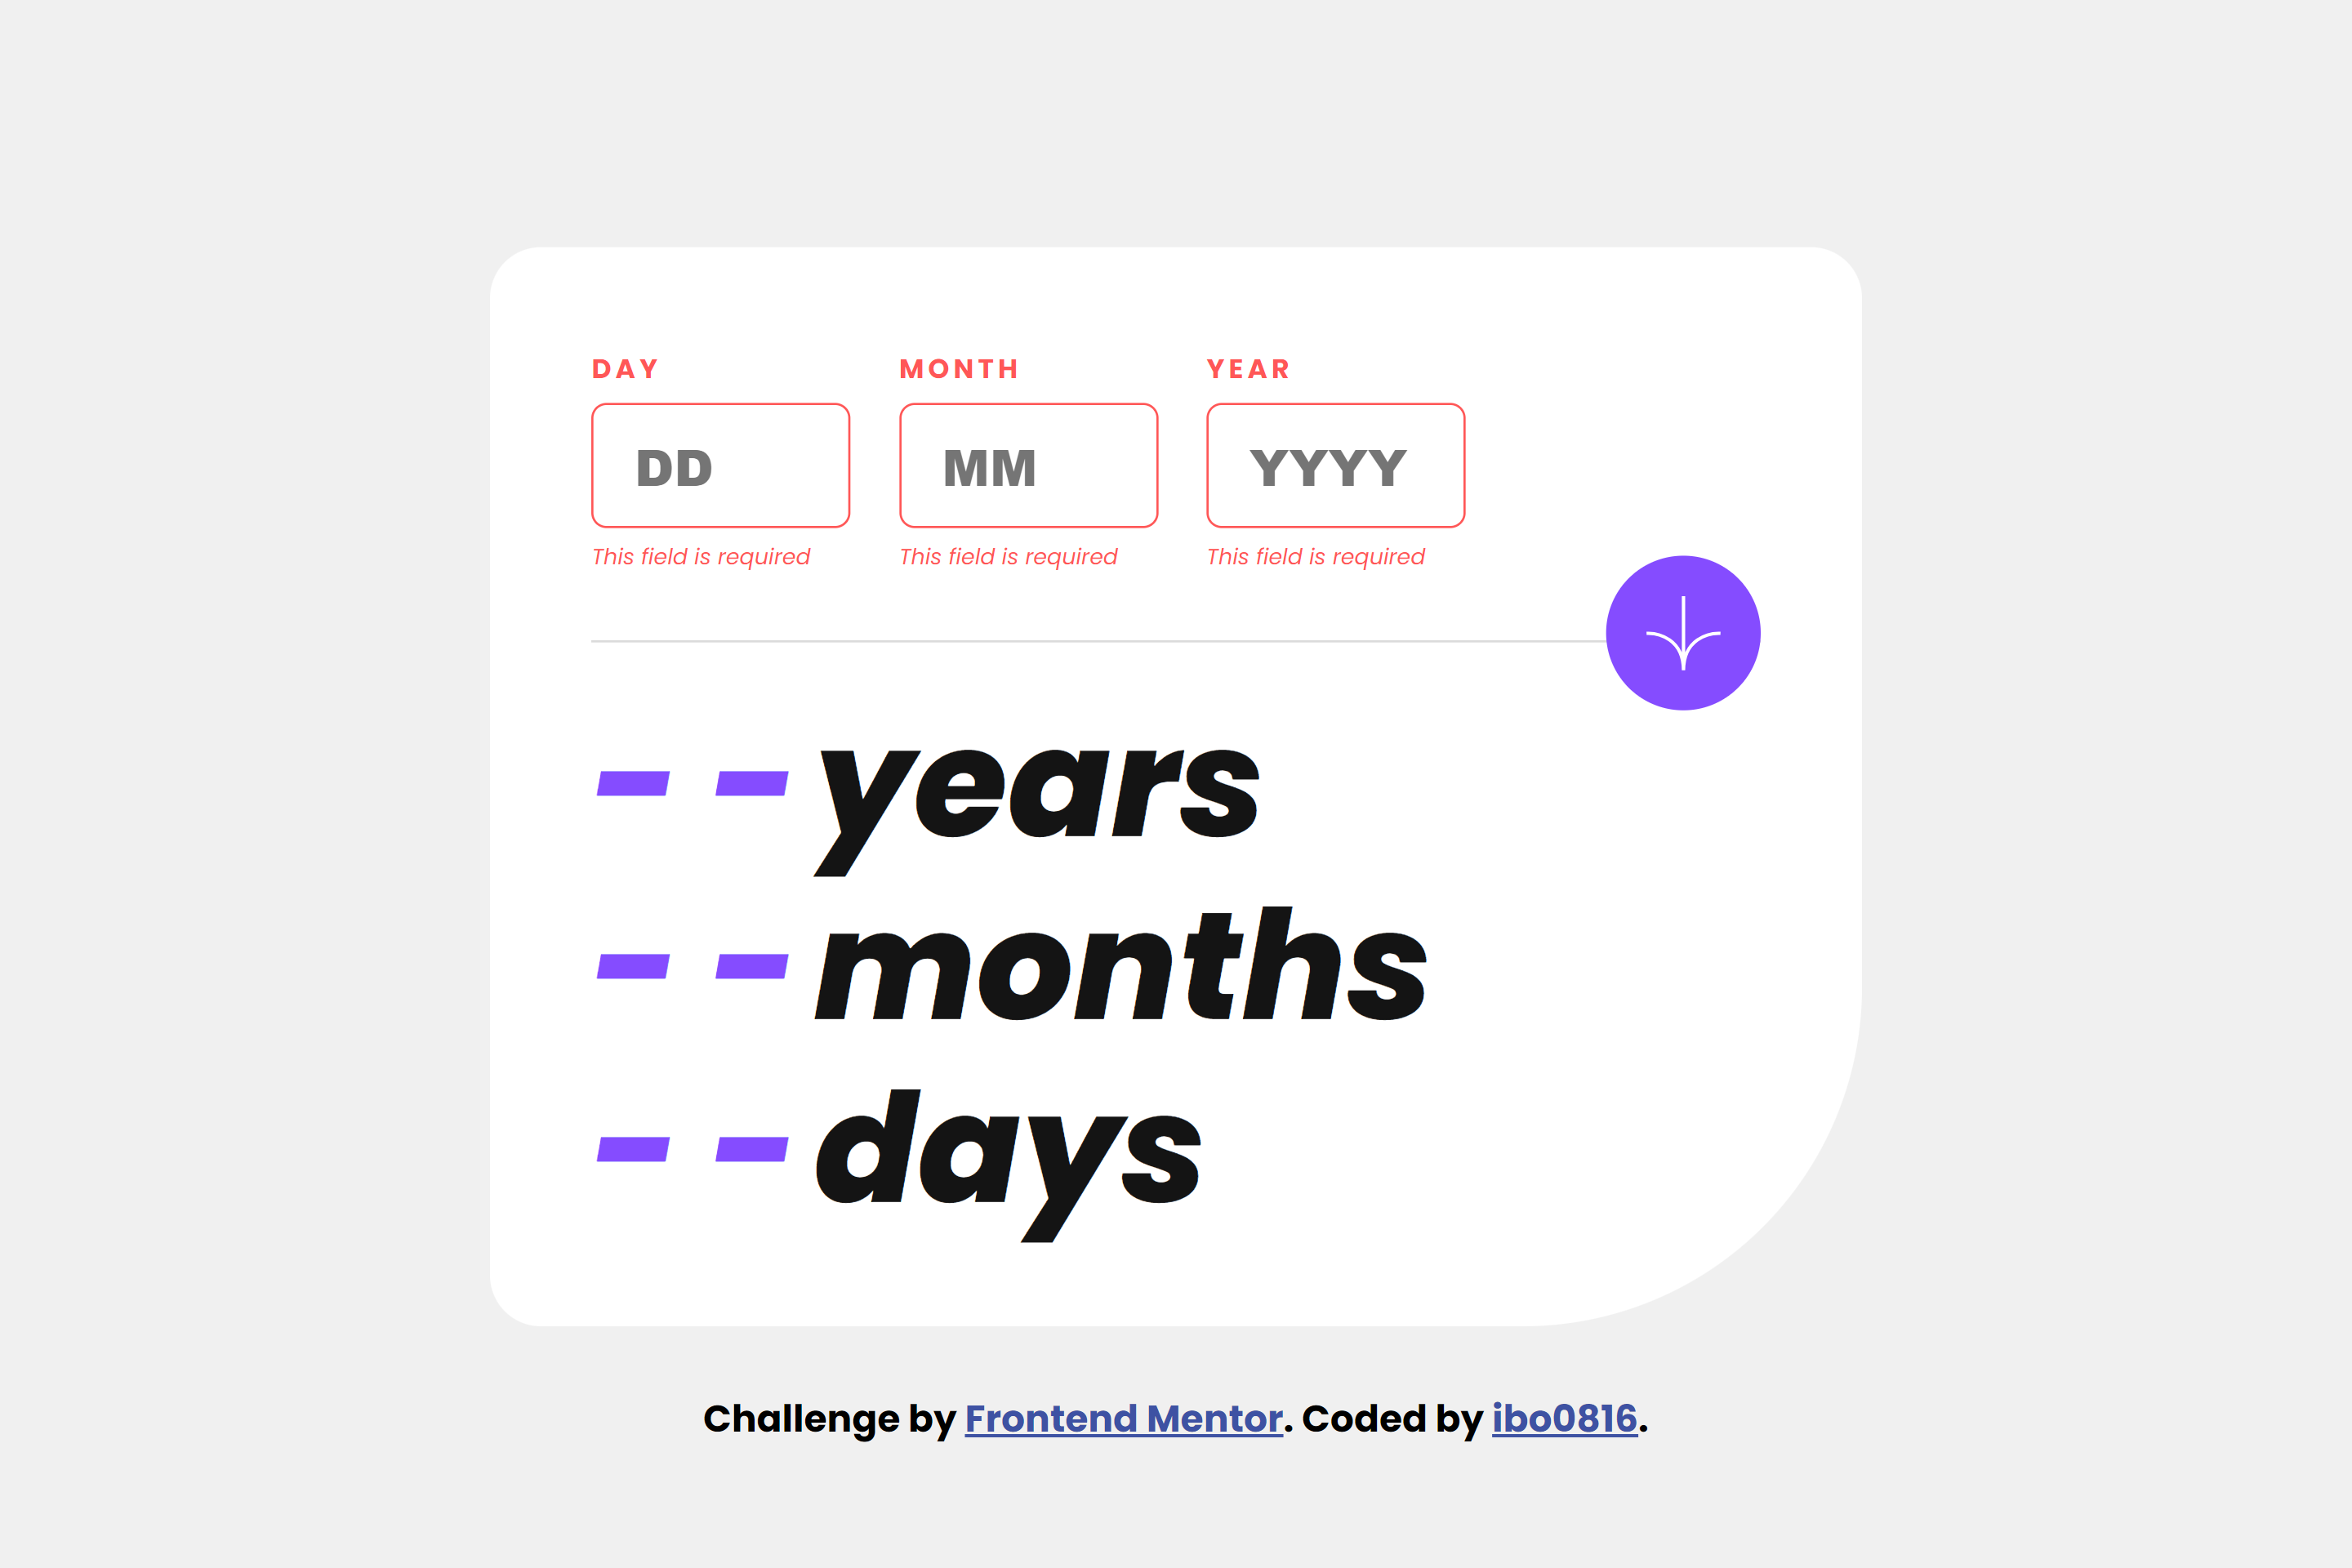 DAY MONTH YEAR
DD MM YYYY
This field is required This field is required This field is required
- - years
- - months
- - days
Challenge by Frontend Mentor. Coded by ibo0816.